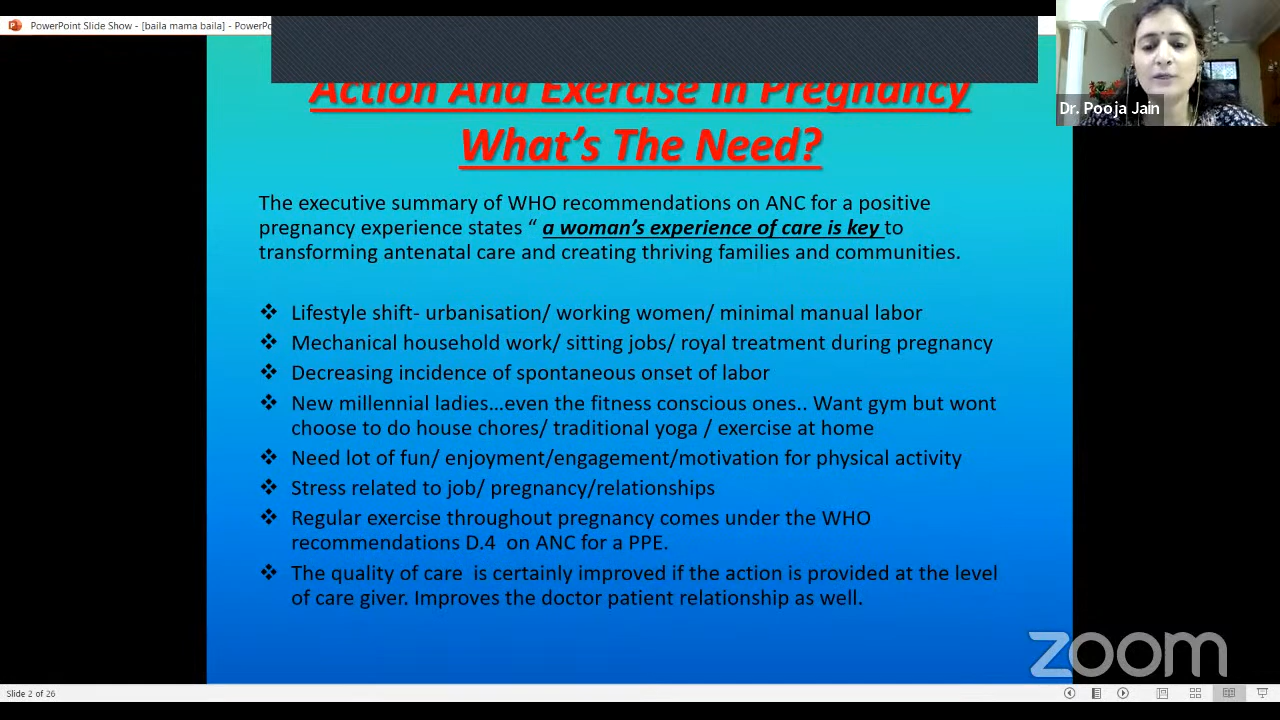 PowerPoint Slide Show - [baila mama baila] - PowerPo
Dr. Pooja Jain
Action And Exercise In Pregnancy
What's The Need?
The executive summary of WHO recommendations on ANC for a positive
pregnancy experience states “ a woman's experience of care is key to
transforming antenatal care and creating thriving families and communities.
❖ Lifestyle shift- urbanisation/ working women/ minimal manual labor
❖ Mechanical household work/ sitting jobs/ royal treatment during pregnancy
❖ Decreasing incidence of spontaneous onset of labor
❖ New millennial ladies…even the fitness conscious ones.. Want gym but wont
choose to do house chores/ traditional yoga / exercise at home
❖ Need lot of fun/ enjoyment/engagement/motivation for physical activity
❖ Stress related to job/ pregnancy/relationships
❖ Regular exercise throughout pregnancy comes under the WHO
recommendations D.4 on ANC for a PPE.
❖ The quality of care is certainly improved if the action is provided at the level
of care giver. Improves the doctor patient relationship as well.
zoom
Slide 2 of 26